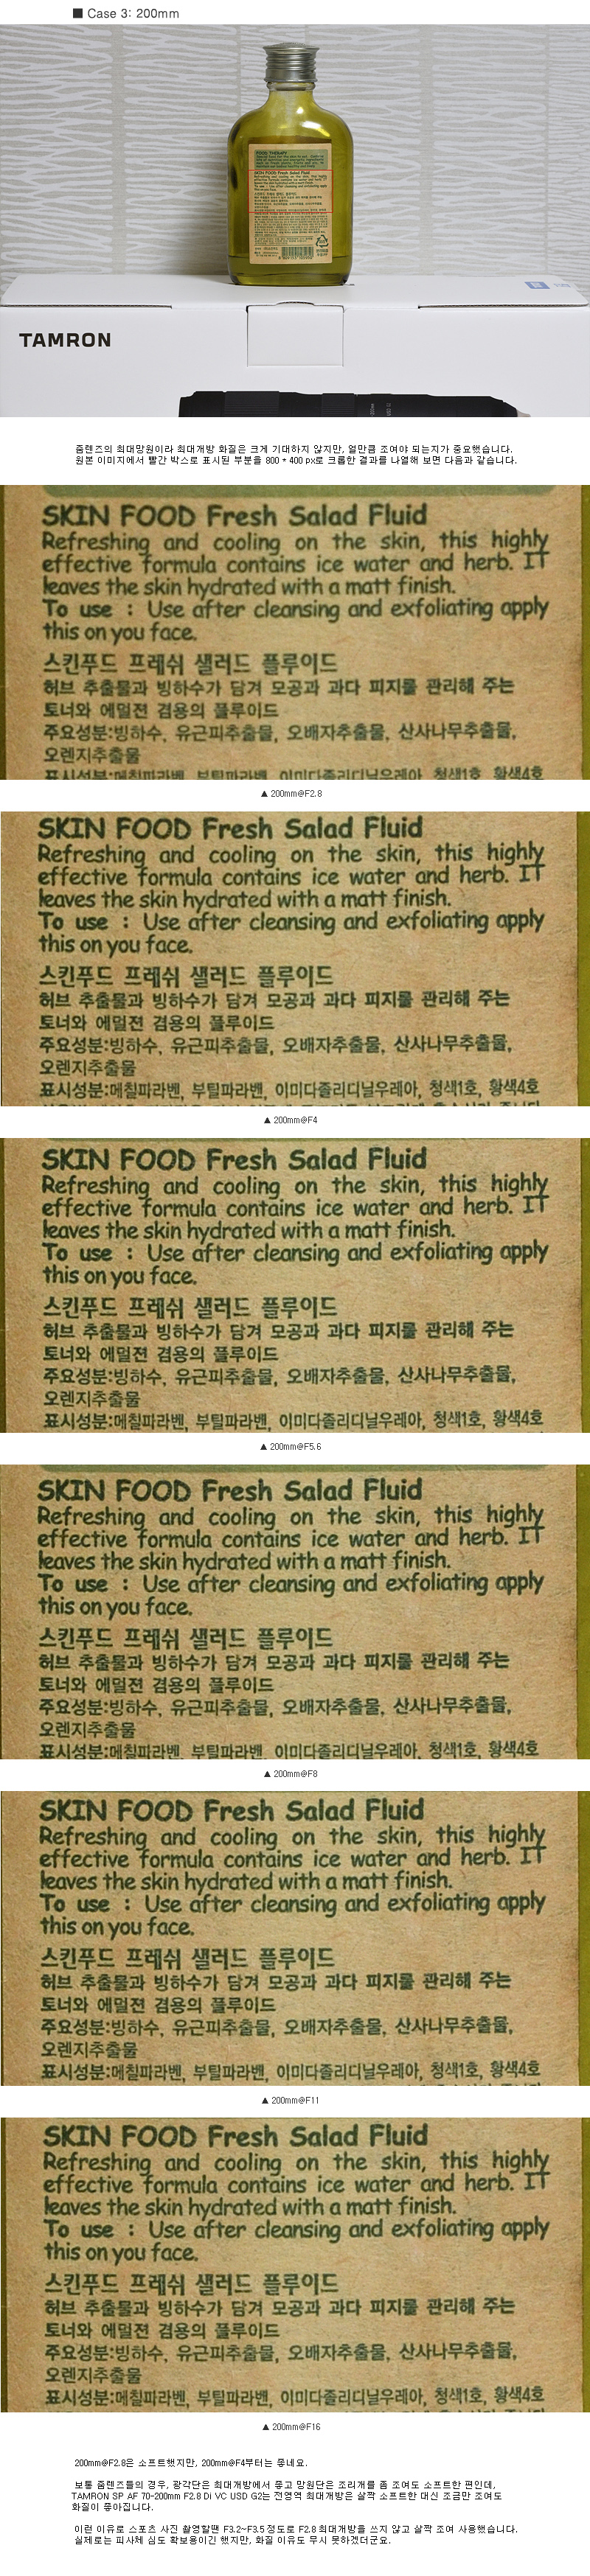 ■ Case 3: 200mm
FOOD THERAPY
SKIN FOOD Fresh Salad Fluid
TAMRON
줌렌즈의 최대망원이라 최대개방 화질은 크게 기대하지 않지만, 얼만큼 조여야 되는지가 중요했습니다.
원본 이미지에서 빨간 박스로 표시된 부분을 800 * 400 px로 크롭한 결과를 나열해 보면 다음과 같습니다.
SKIN FOOD Fresh Salad Fluid
Refreshing and cooling on the skin, this highly
effective formula contains ice water and herb. IT
leaves the skin hydrated with a matt finish.
To use : Use after cleansing and exfoliating apply
this on you face.
스킨푸드 프레쉬 샐러드 플루이드
허브 추출물과 빙하수가 담겨 모공과 과다 피지를 관리해 주는
토너와 에멀젼 겸용의 플루이드
주요성분:빙하수, 유근피추출물, 오배자추출물, 산사나무추출물,
오렌지추출물
표시성분:메칠파라벤, 부틸파라벤, 이미다졸리디닐우레아, 청색1호, 황색4호
▲ 200mm@F2.8
SKIN FOOD Fresh Salad Fluid
Refreshing and cooling on the skin, this highly
effective formula contains ice water and herb. IT
leaves the skin hydrated with a matt finish.
To use : Use after cleansing and exfoliating apply
this on you face.
스킨푸드 프레쉬 샐러드 플루이드
허브 추출물과 빙하수가 담겨 모공과 과다 피지를 관리해 주는
토너와 에멀젼 겸용의 플루이드
주요성분:빙하수, 유근피추출물, 오배자추출물, 산사나무추출물,
오렌지추출물
표시성분:메칠파라벤, 부틸파라벤, 이미다졸리디닐우레아, 청색1호, 황색4호
▲ 200mm@F4
SKIN FOOD Fresh Salad Fluid
Refreshing and cooling on the skin, this highly
effective formula contains ice water and herb. IT
leaves the skin hydrated with a matt finish.
To use : Use after cleansing and exfoliating apply
this on you face.
스킨푸드 프레쉬 샐러드 플루이드
허브 추출물과 빙하수가 담겨 모공과 과다 피지를 관리해 주는
토너와 에멀젼 겸용의 플루이드
주요성분:빙하수, 유근피추출물, 오배자추출물, 산사나무추출물,
오렌지추출물
표시성분:메칠파라벤, 부틸파라벤, 이미다졸리디닐우레아, 청색1호, 황색4호
▲ 200mm@F5.6
SKIN FOOD Fresh Salad Fluid
Refreshing and cooling on the skin, this highly
effective formula contains ice water and herb. IT
leaves the skin hydrated with a matt finish.
To use : Use after cleansing and exfoliating apply
this on you face.
스킨푸드 프레쉬 샐러드 플루이드
허브 추출물과 빙하수가 담겨 모공과 과다 피지를 관리해 주는
토너와 에멀젼 겸용의 플루이드
주요성분:빙하수, 유근피추출물, 오배자추출물, 산사나무추출물,
오렌지추출물
표시성분:메칠파라벤, 부틸파라벤, 이미다졸리디닐우레아, 청색1호, 황색4호
▲ 200mm@F8
SKIN FOOD Fresh Salad Fluid
Refreshing and cooling on the skin, this highly
effective formula contains ice water and herb. IT
leaves the skin hydrated with a matt finish.
To use : Use after cleansing and exfoliating apply
this on you face.
스킨푸드 프레쉬 샐러드 플루이드
허브 추출물과 빙하수가 담겨 모공과 과다 피지를 관리해 주는
토너와 에멀젼 겸용의 플루이드
주요성분:빙하수, 유근피추출물, 오배자추출물, 산사나무추출물,
오렌지추출물
표시성분:메칠파라벤, 부틸파라벤, 이미다졸리디닐우레아, 청색1호, 황색4호
▲ 200mm@F11
SKIN FOOD Fresh Salad Fluid
Refreshing and cooling on the skin, this highly
effective formula contains ice water and herb. IT
leaves the skin hydrated with a matt finish.
To use : Use after cleansing and exfoliating apply
this on you face.
스킨푸드 프레쉬 샐러드 플루이드
허브 추출물과 빙하수가 담겨 모공과 과다 피지를 관리해 주는
토너와 에멀젼 겸용의 플루이드
주요성분:빙하수, 유근피추출물, 오배자추출물, 산사나무추출물,
오렌지추출물
표시성분:메칠파라벤, 부틸파라벤, 이미다졸리디닐우레아, 청색1호, 황색4호
▲ 200mm@F16
200mm@F2.8은 소프트했지만, 200mm@F4부터는 좋네요.
보통 줌렌즈들의 경우, 광각단은 최대개방에서 좋고 망원단은 조리개를 좀 조여도 소프트한 편인데,
TAMRON SP AF 70-200mm F2.8 Di VC USD G2는 전영역 최대개방은 살짝 소프트한 대신 조금만 조여도
화질이 좋아집니다.
이런 이유로 스포츠 사진 촬영할땐 F3.2~F3.5 정도로 F2.8 최대개방을 쓰지 않고 살짝 조여 사용했습니다.
실제로는 피사체 심도 확보용이긴 했지만, 화질 이유도 무시 못하겠더군요.